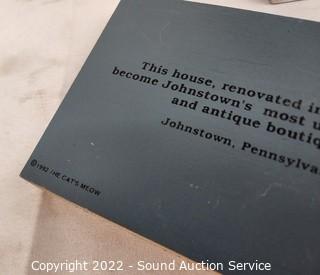 This house, renovated in
become Johnstown's most u
and antique boutiq
Johnstown, Pennsylva
©1992 THE CAT'S MEOW
Copyright 2022 - Sound Auction Service